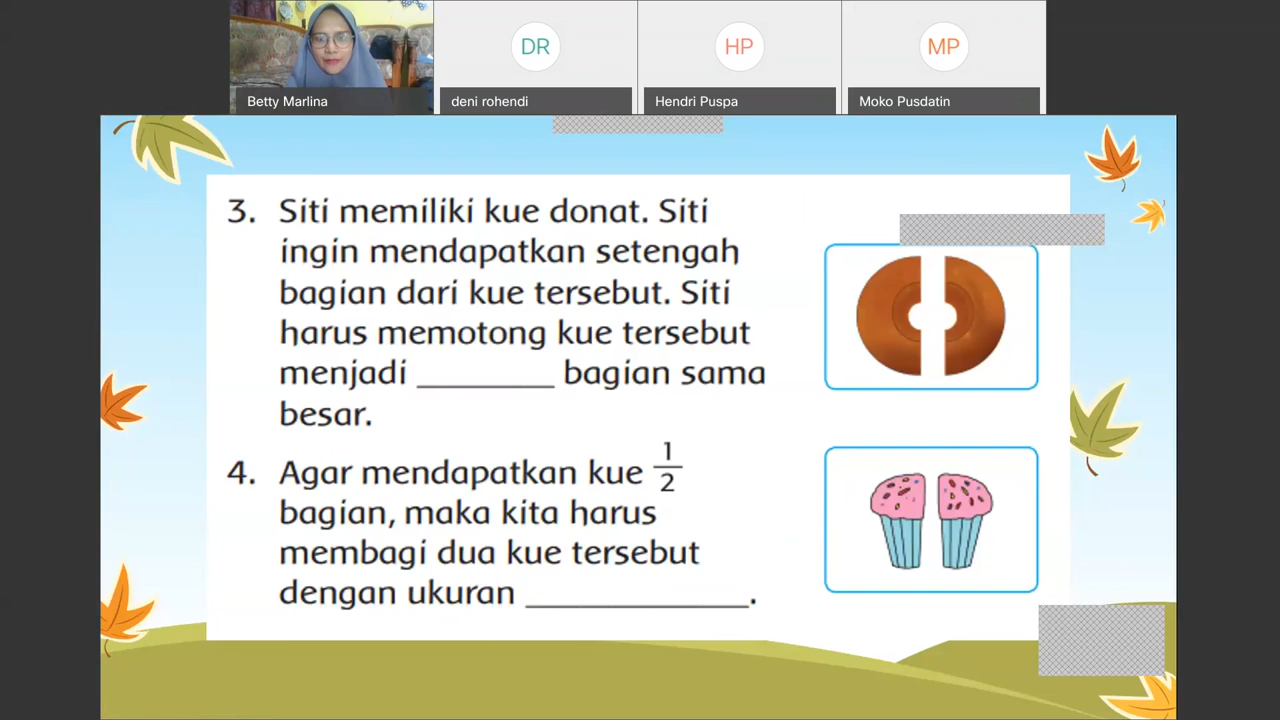 DR
HP
MP
Betty Marlina
deni rohendi
Hendri Puspa
Moko Pusdatin
3. Siti memiliki kue donat. Siti
ingin mendapatkan setengah
bagian dari kue tersebut. Siti
harus memotong kue tersebut
menjadi ________ bagian sama
besar.
4. Agar mendapatkan kue 1/2
bagian, maka kita harus
membagi dua kue tersebut
dengan ukuran _____________.